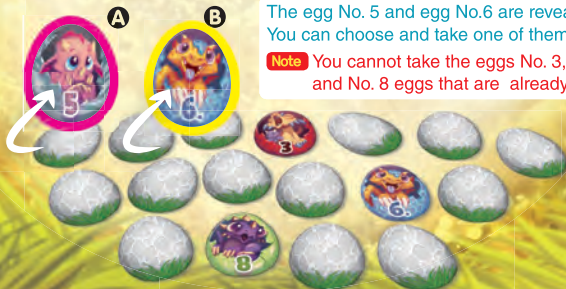 A
B
The egg No. 5 and egg No.6 are
You can choose and take one of them
Note You cannot take the eggs No. 3,
and No. 8 eggs that are already
5
6.
3
6.
8